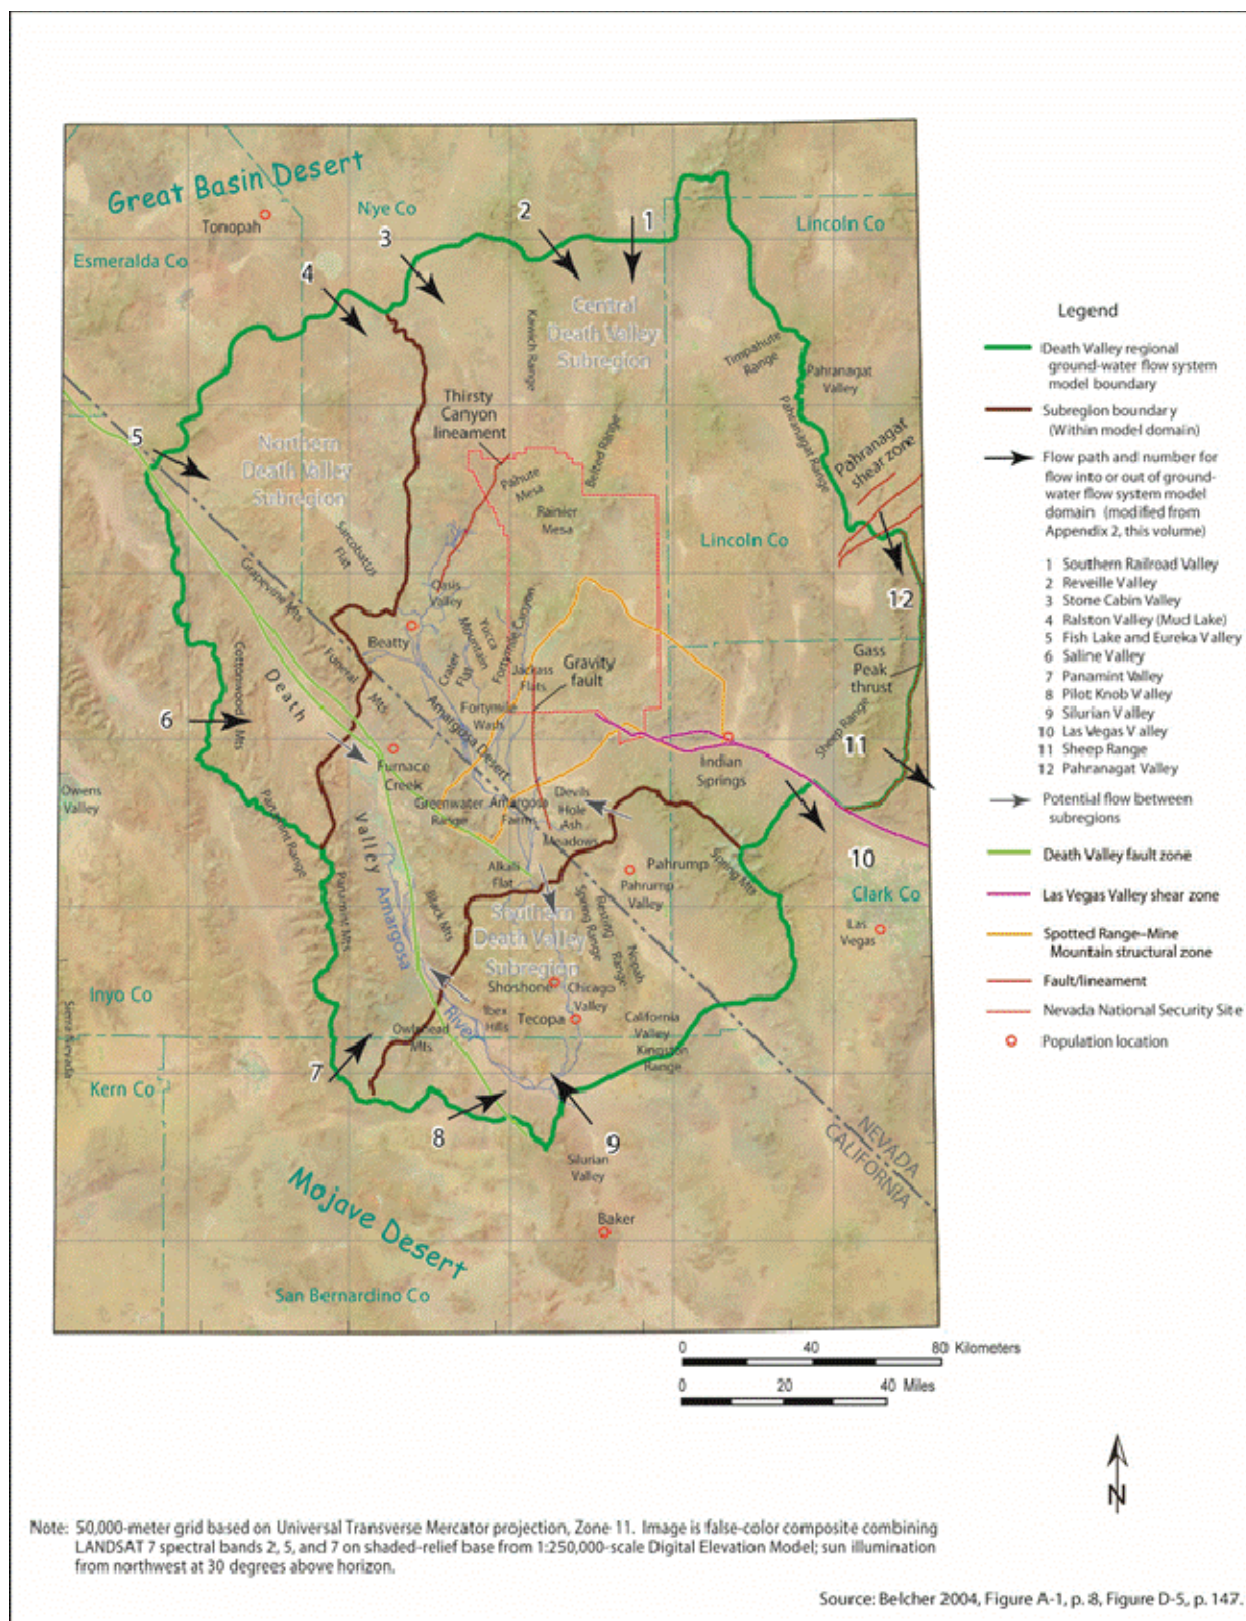 Great Basin Desert
Tonopah
Nye Co
Esmeralda Co
Lincoln Co
1
2
3
4
Central
Death Valley
Subregion
Kawich Range
Timpahute
Range
Pahranagat
Valley
Pahranagat Range
Pahranagat
shear zone
Thirsty
Canyon
lineament
5
Northern
Death Valley
Subregion
Belted Range
Pahute
Mesa
Rainier
Mesa
Lincoln Co
Sarcobatus
Flat
Grapevine Mts
Oasis
Valley
12
Beatty
Yucca
Mountain
Crater
Flat
Fortymile Canyon
Jackass
Flats
Gravity
fault
Gass
Peak
thrust
Cottonwood Mts
Death
Funeral
Mts
Amargosa Desert
Fortymile
Wash
Sheep Range
6
11
Furnace
Creek
Indian
Springs
Owens
Valley
Greenwater
Range
Amargosa
Farms
Devils
Hole
Ash
Meadows
Panamint Range
Valley
Alkali
Flat
Pahrump
Pahrump
Valley
Spring Mts
10
Clark Co
Las
Vegas
Panamint Mts
Amargosa
Black Mts
Southern
Death Valley
Subregion
Resting
Spring Range
Nopah
Range
Shoshone
Chicago
Valley
Inyo Co
Sierra Nevada
River
Ibex
Hills
Tecopa
California
Valley
Kingston
Range
Owlshead
Mts
7
Kern Co
8
9
NEVADA
CALIFORNIA
Silurian
Valley
Mojave Desert
Baker
San Bernardino Co
Legend
Death Valley regional
ground-water flow system
model boundary
Subregion boundary
(Within model domain)
Flow path and number for
flow into or out of ground-
water flow system model
domain (modified from
Appendix 2, this volume)
1 Southern Railroad Valley
2 Reveille Valley
3 Stone Cabin Valley
4 Ralston Valley (Mud Lake)
5 Fish Lake and Eureka Valley
6 Saline Valley
7 Panamint Valley
8 Pilot Knob Valley
9 Silurian Valley
10 Las Vegas Valley
11 Sheep Range
12 Pahranagat Valley
Potential flow between
subregions
Death Valley fault zone
Las Vegas Valley shear zone
Spotted Range–Mine
Mountain structural zone
Fault/lineament
Nevada National Security Site
Population location
0 40 80 Kilometers
0 20 40 Miles
N
Note: 50,000-meter grid based on Universal Transverse Mercator projection, Zone 11. Image is false-color composite combining
LANDSAT 7 spectral bands 2, 5, and 7 on shaded-relief base from 1:250,000-scale Digital Elevation Model; sun illumination
from northwest at 30 degrees above horizon.
Source: Belcher 2004, Figure A-1, p. 8, Figure D-5, p. 147.